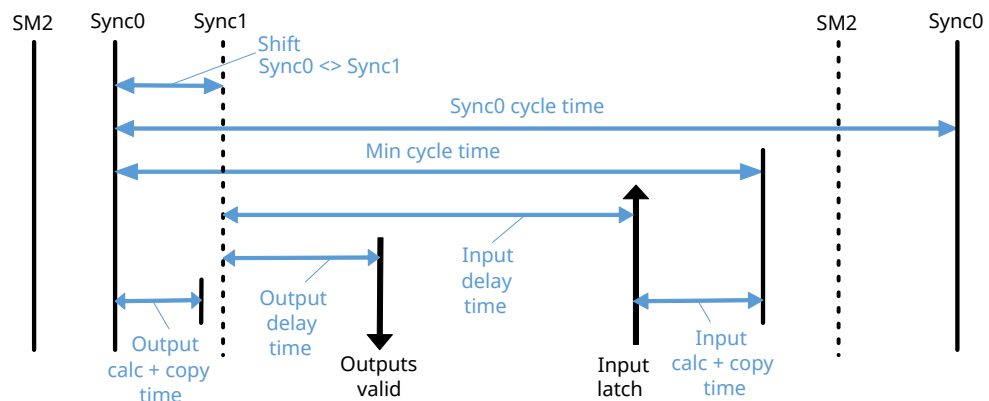 SM2
Sync0
Sync1
SM2
Sync0
Shift
Sync0 <> Sync1
Sync0 cycle time
Min cycle time
Input
delay
time
Output
delay
time
Output
calc + copy
time
Outputs
valid
Input
latch
Input
calc + copy
time